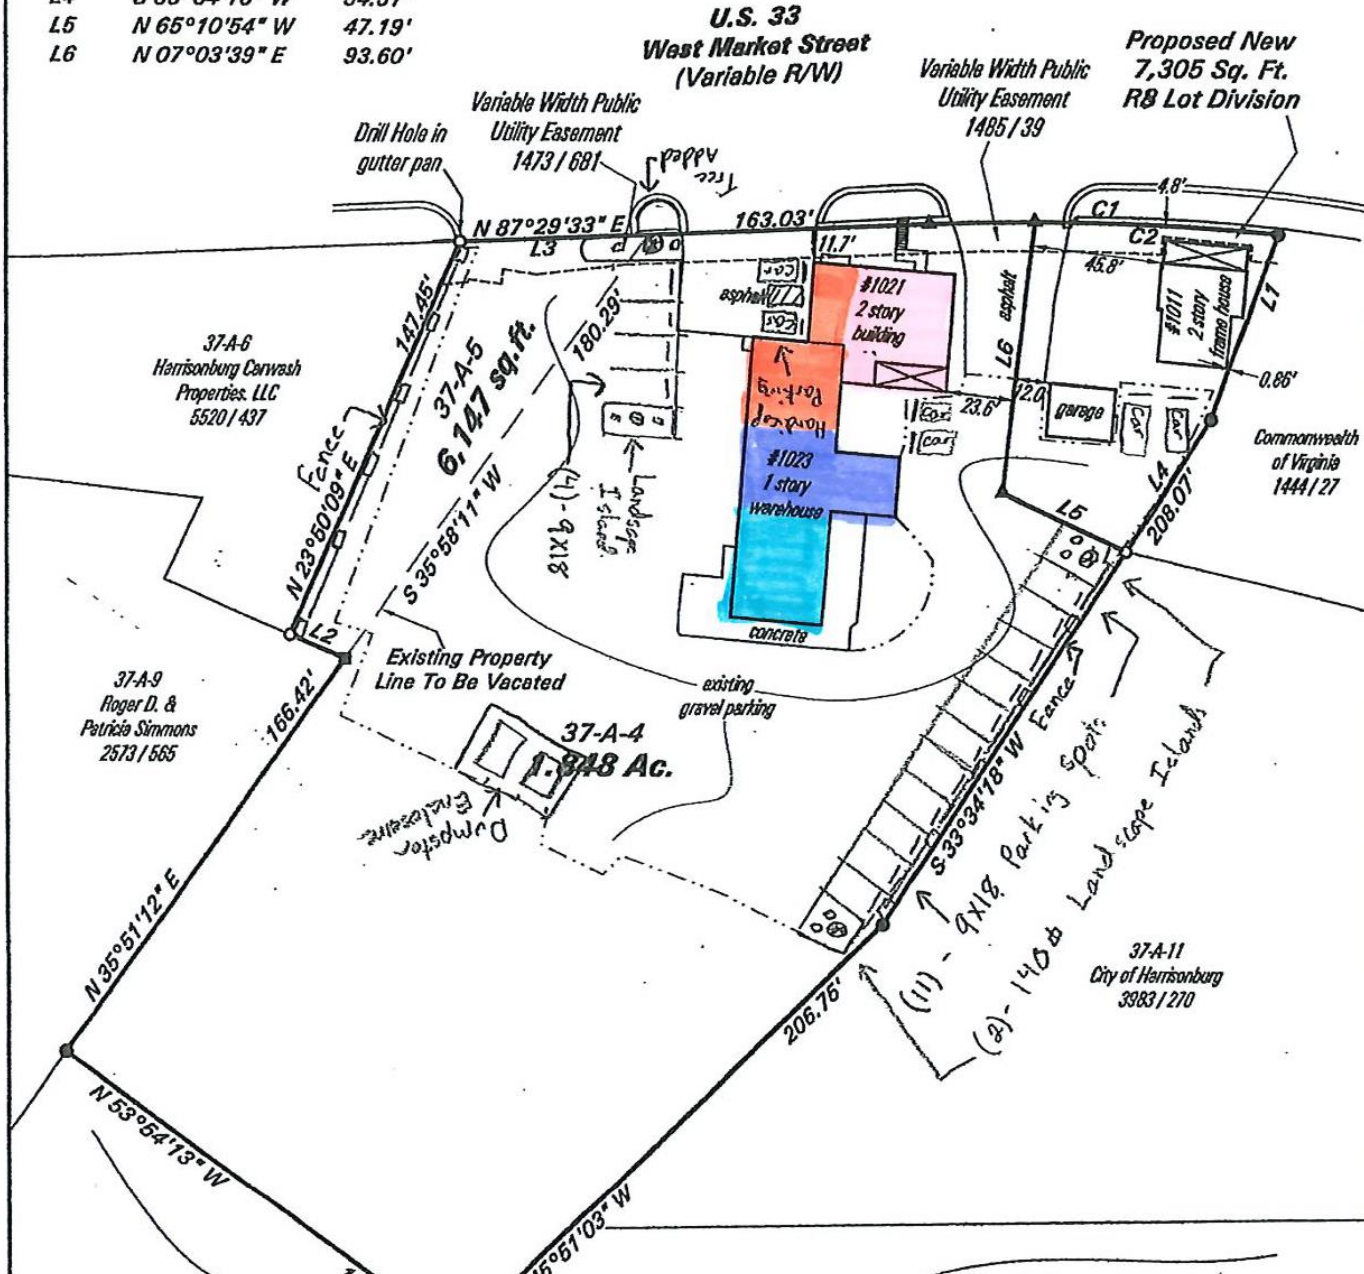 L5 N 65°10'54" W 47.19'
L6 N 07°03'39" E 93.60'
U.S. 33
West Market Street
(Variable R/W)
Variable Width Public
Utility Easement
1485 / 39
Proposed New
7,305 Sq. Ft.
R8 Lot Division
Variable Width Public
Utility Easement
1473 / 681
Drill Hole in
gutter pan
Tree
Added
N 87°29'33" E
163.03'
L3
11.7'
4.8'
C1
C2
45.8'
L1
147.45'
37-A-5
6,147 sq.ft.
180.29'
asphalt
Car
Car
#1021
2 story
building
asphalt
L6
#1011
2 story
frame house
0.86'
37-A-6
Harrisonburg Carwash
Properties, LLC
5520 / 437
Fence
N 23°50'09" E
S 35°58'11" W
Handicap
Parking
23.6'
12.0
garage
Car
Car
Car
Car
Commonwealth
of Virginia
1444 / 27
L4
208.07'
L5
#1023
1 story
warehouse
concrete
Landscape
Island
(4) - 9x18
L2
Existing Property
Line To Be Vacated
existing
gravel parking
37-A-9
Roger D. &
Patricia Simmons
2573 / 565
166.42'
37-A-4
1.848 Ac.
Dumpster
Enclosure
Fence
S 33°34'18" W
(11) - 9x18 Parking Spots
(2) - 140 Landscape Islands
37-A-11
City of Harrisonburg
3983 / 270
206.76'
N 35°51'12" E
N 53°54'13" W
5°51'03" W